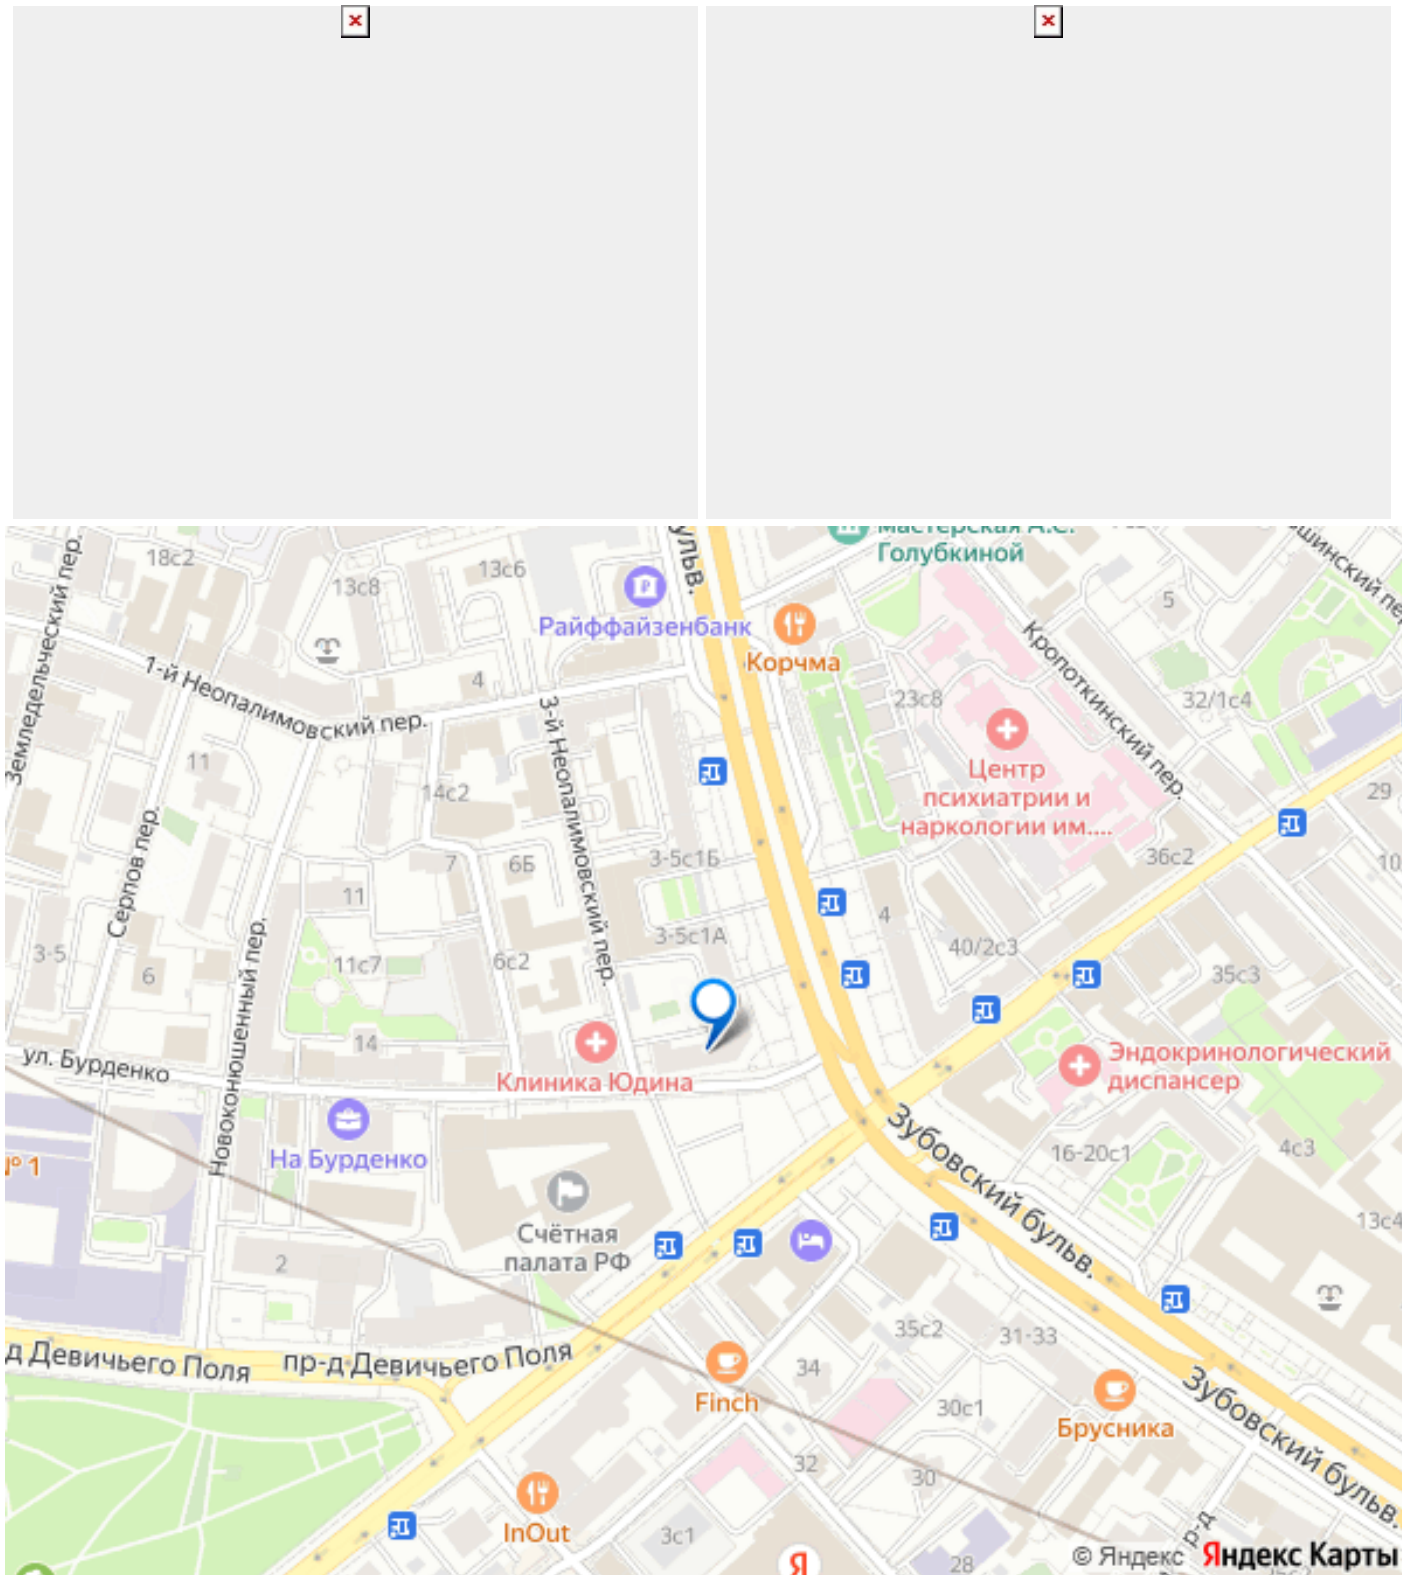 мастерская А.С.
Голубкиной
18с2
13с8
13с6
Райффайзенбанк
Корчма
бульв.
5
Земледельческий пер.
1-й Неопалимовский пер.
4
3-й Неопалимовский пер.
23с8
Кропоткинский пер.
32/1с4
11
14с2
Центр
психиатрии и
наркологии им....
29
Серпов пер.
7
6Б
3-5с1Б
36с2
10
11
4
3-5
6
11с7
6с2
3-5с1А
40/2с3
35с3
Новоконюшенный пер.
14
ул. Бурденко
Клиника Юдина
Эндокринологический
диспансер
№ 1
На Бурденко
Зубовский бульв.
16-20с1
4с3
13с4
Счётная
палата РФ
2
35с2
31-33
д Девичьего Поля
пр-д Девичьего Поля
34
Finch
30с1
Брусника
Зубовский бульв.
32
30
InOut
3с1
р-д
28
Я
© Яндекс Яндекс Карты